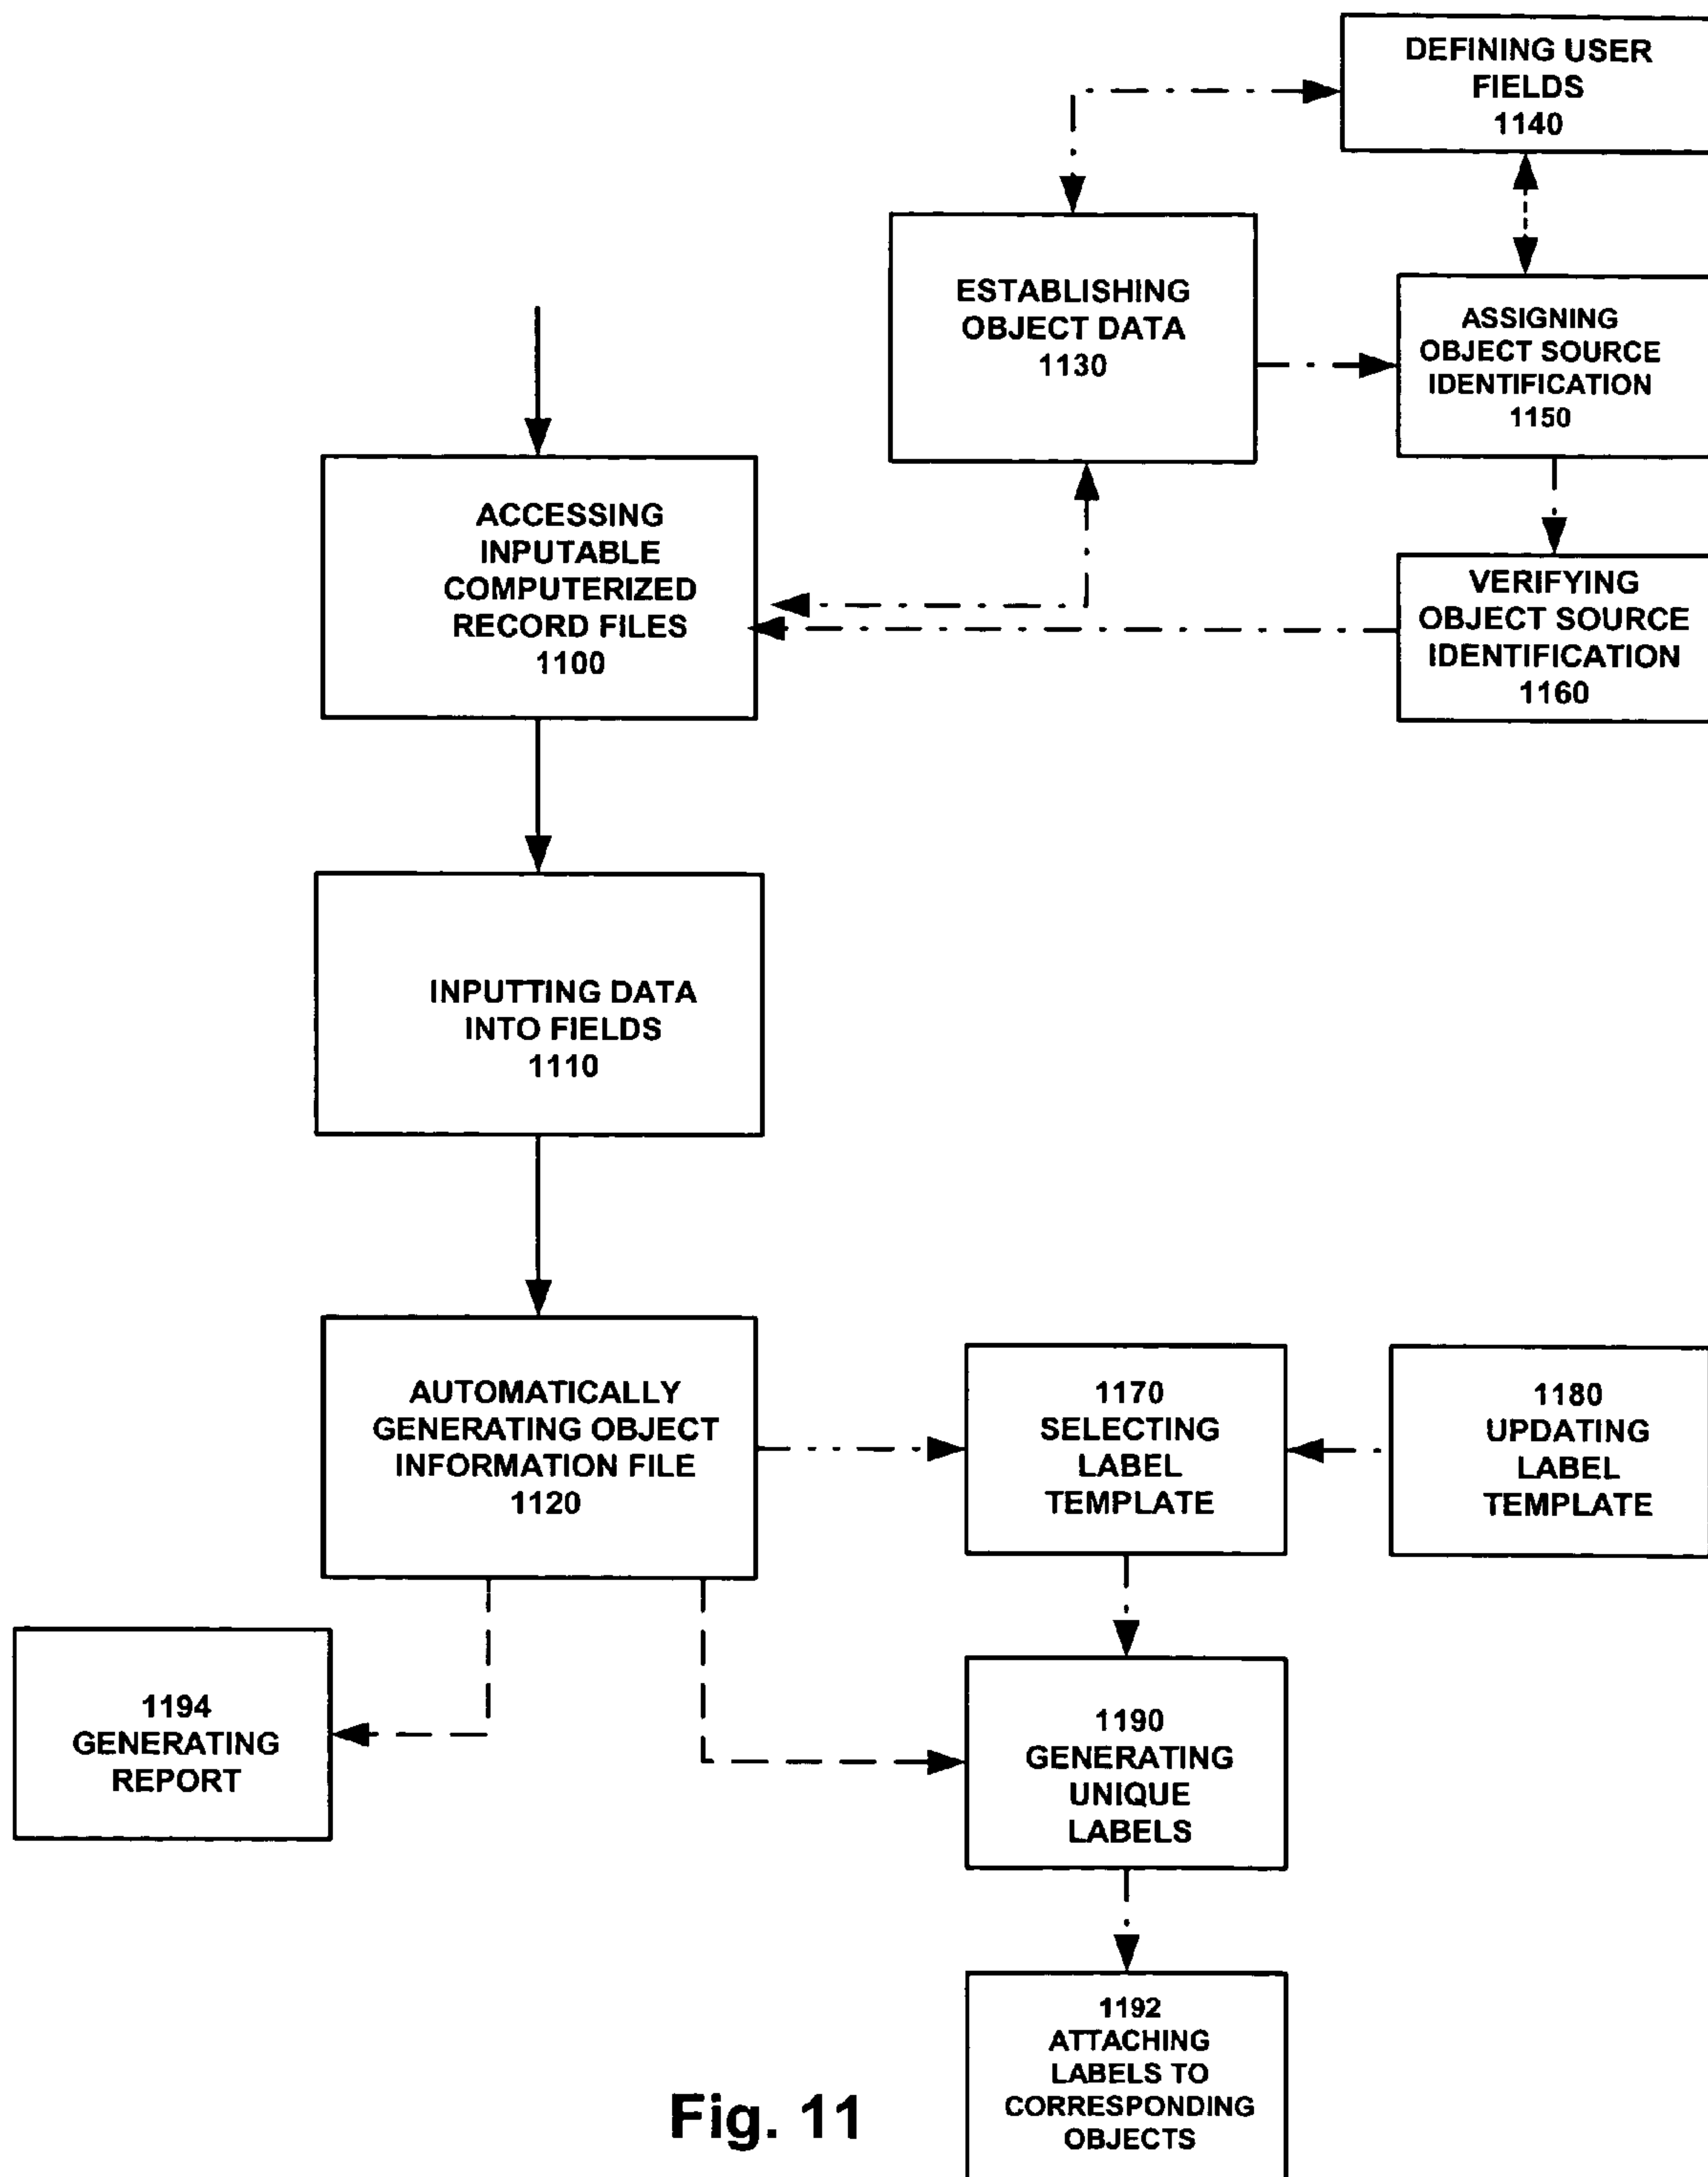 DEFINING USER
FIELDS
1140
ESTABLISHING
OBJECT DATA
1130
ASSIGNING
OBJECT SOURCE
IDENTIFICATION
1150
ACCESSING
INPUTABLE
COMPUTERIZED
RECORD FILES
1100
VERIFYING
OBJECT SOURCE
IDENTIFICATION
1160
INPUTTING DATA
INTO FIELDS
1110
AUTOMATICALLY
GENERATING OBJECT
INFORMATION FILE
1120
1170
SELECTING
LABEL
TEMPLATE
1180
UPDATING
LABEL
TEMPLATE
1194
GENERATING
REPORT
1190
GENERATING
UNIQUE
LABELS
1192
ATTACHING
LABELS TO
CORRESPONDING
OBJECTS
Fig. 11